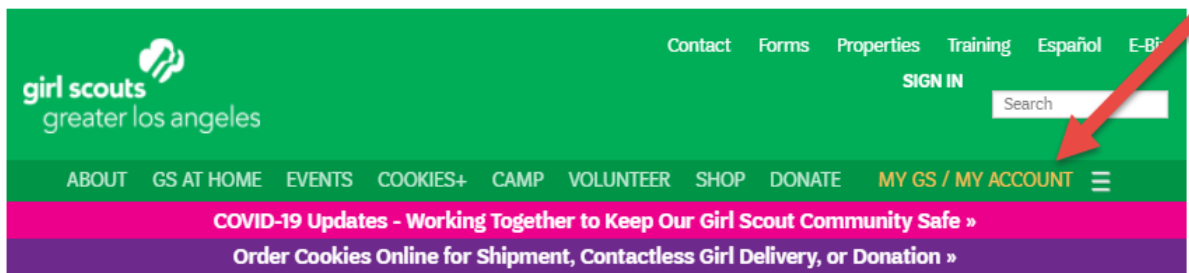 Contact Forms Properties Training Español
SIGN IN
girl scouts
greater los angeles
Search
ABOUT GS AT HOME EVENTS COOKIES+ CAMP VOLUNTEER SHOP DONATE MY GS / MY ACCOUNT
COVID-19 Updates - Working Together to Keep Our Girl Scout Community Safe »
Order Cookies Online for Shipment, Contactless Girl Delivery, or Donation »